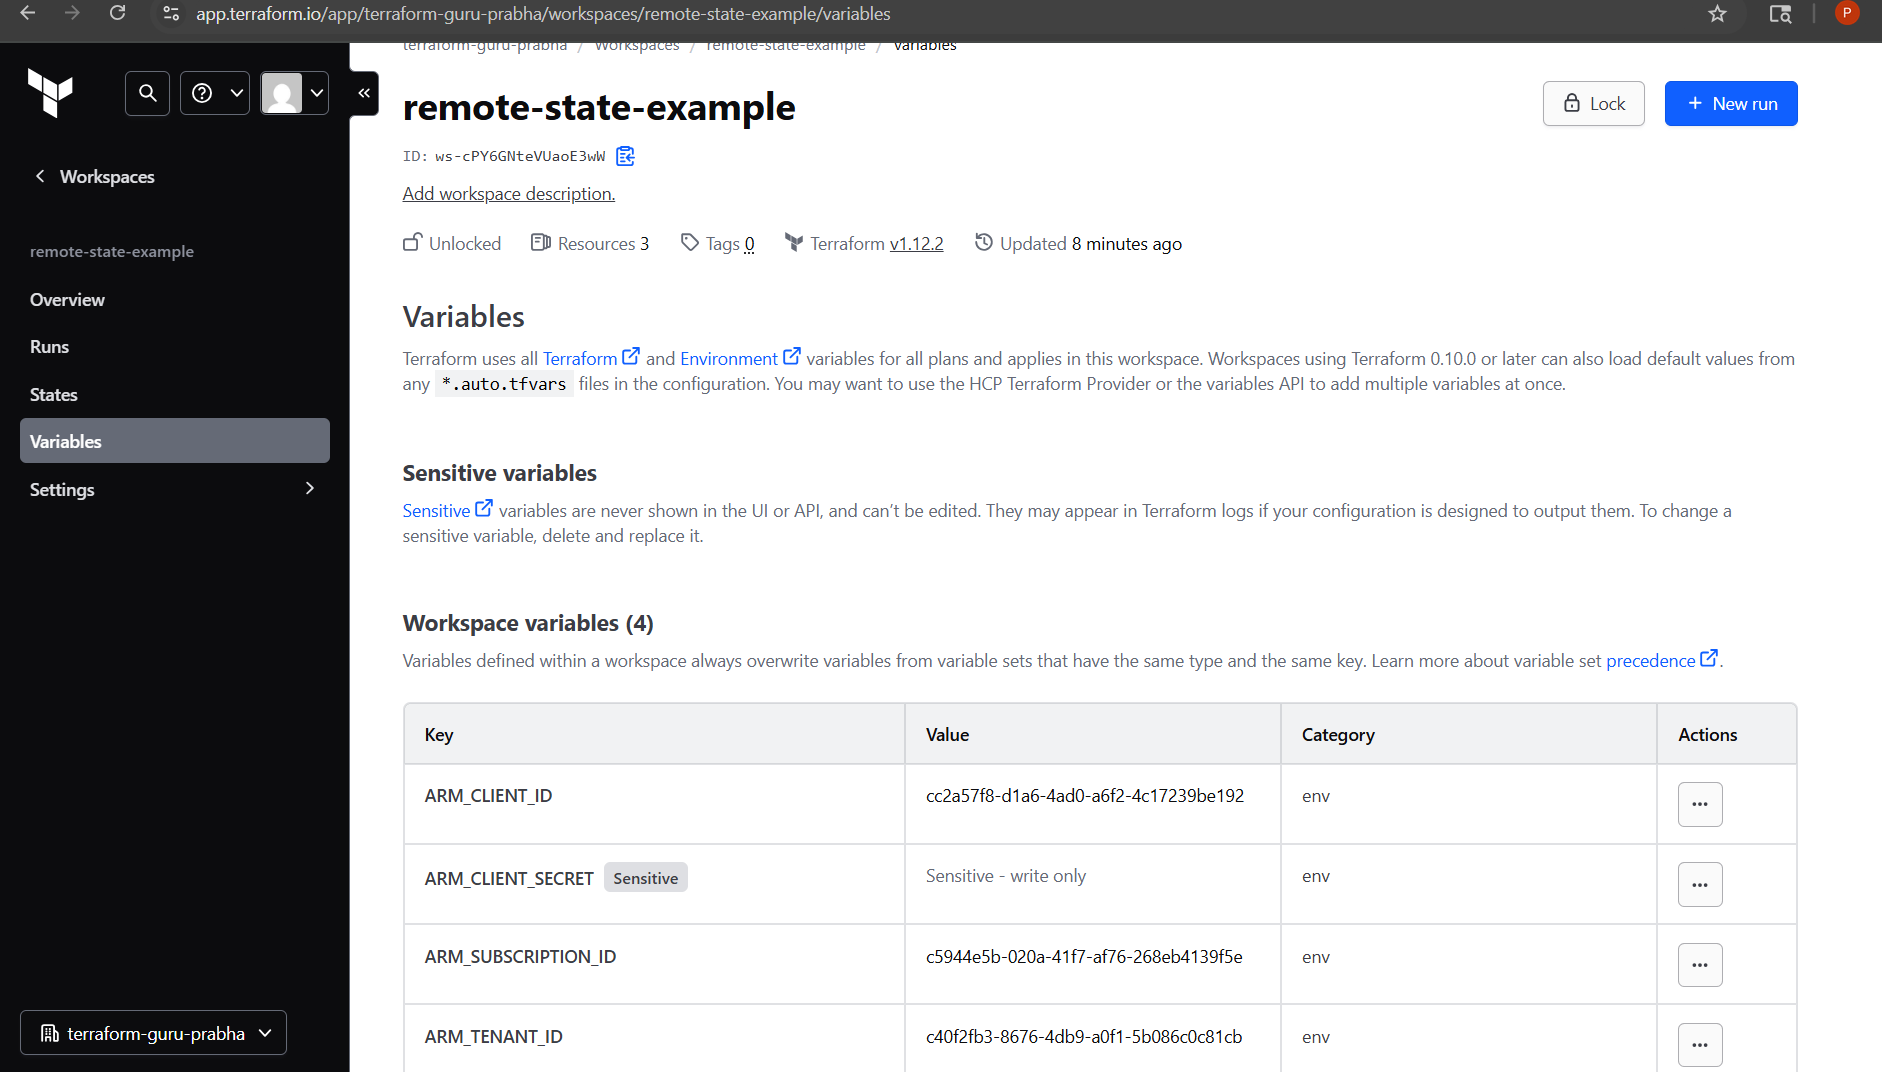 app.terraform.io/app/terraform-guru-prabha/workspaces/remote-state-example/variables
P
terraform-guru-prabha / Workspaces / remote-state-example / Variables
remote-state-example
Lock
+ New run
ID: ws-cPY6GNteVUaoE3wW
Workspaces
Add workspace description.
Unlocked Resources 3 Tags 0 Terraform v1.12.2 Updated 8 minutes ago
remote-state-example
Overview
Runs
States
Variables
Settings
terraform-guru-prabha
Variables
Terraform uses all Terraform and Environment variables for all plans and applies in this workspace. Workspaces using Terraform 0.10.0 or later can also load default values from
any *.auto.tfvars files in the configuration. You may want to use the HCP Terraform Provider or the variables API to add multiple variables at once.
Sensitive variables
Sensitive variables are never shown in the UI or API, and can’t be edited. They may appear in Terraform logs if your configuration is designed to output them. To change a
sensitive variable, delete and replace it.
Workspace variables (4)
Variables defined within a workspace always overwrite variables from variable sets that have the same type and the same key. Learn more about variable set precedence.
Key Value Category Actions
ARM_CLIENT_ID cc2a57f8-d1a6-4ad0-a6f2-4c17239be192 env
ARM_CLIENT_SECRET Sensitive Sensitive - write only env
ARM_SUBSCRIPTION_ID c5944e5b-020a-41f7-af76-268eb4139f5e env
ARM_TENANT_ID c40f2fb3-8676-4db9-a0f1-5b086c0c81cb env